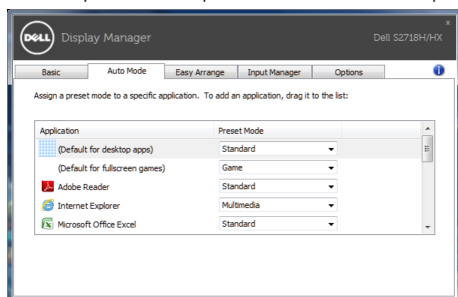 DELL Display Manager Dell S2718H/HX
Basic Auto Mode Easy Arrange Input Manager Options
Assign a preset mode to a specific application. To add an application, drag it to the list:
Application Preset Mode
(Default for desktop apps) Standard
(Default for fullscreen games) Game
Adobe Reader Standard
Internet Explorer Multimedia
Microsoft Office Excel Standard